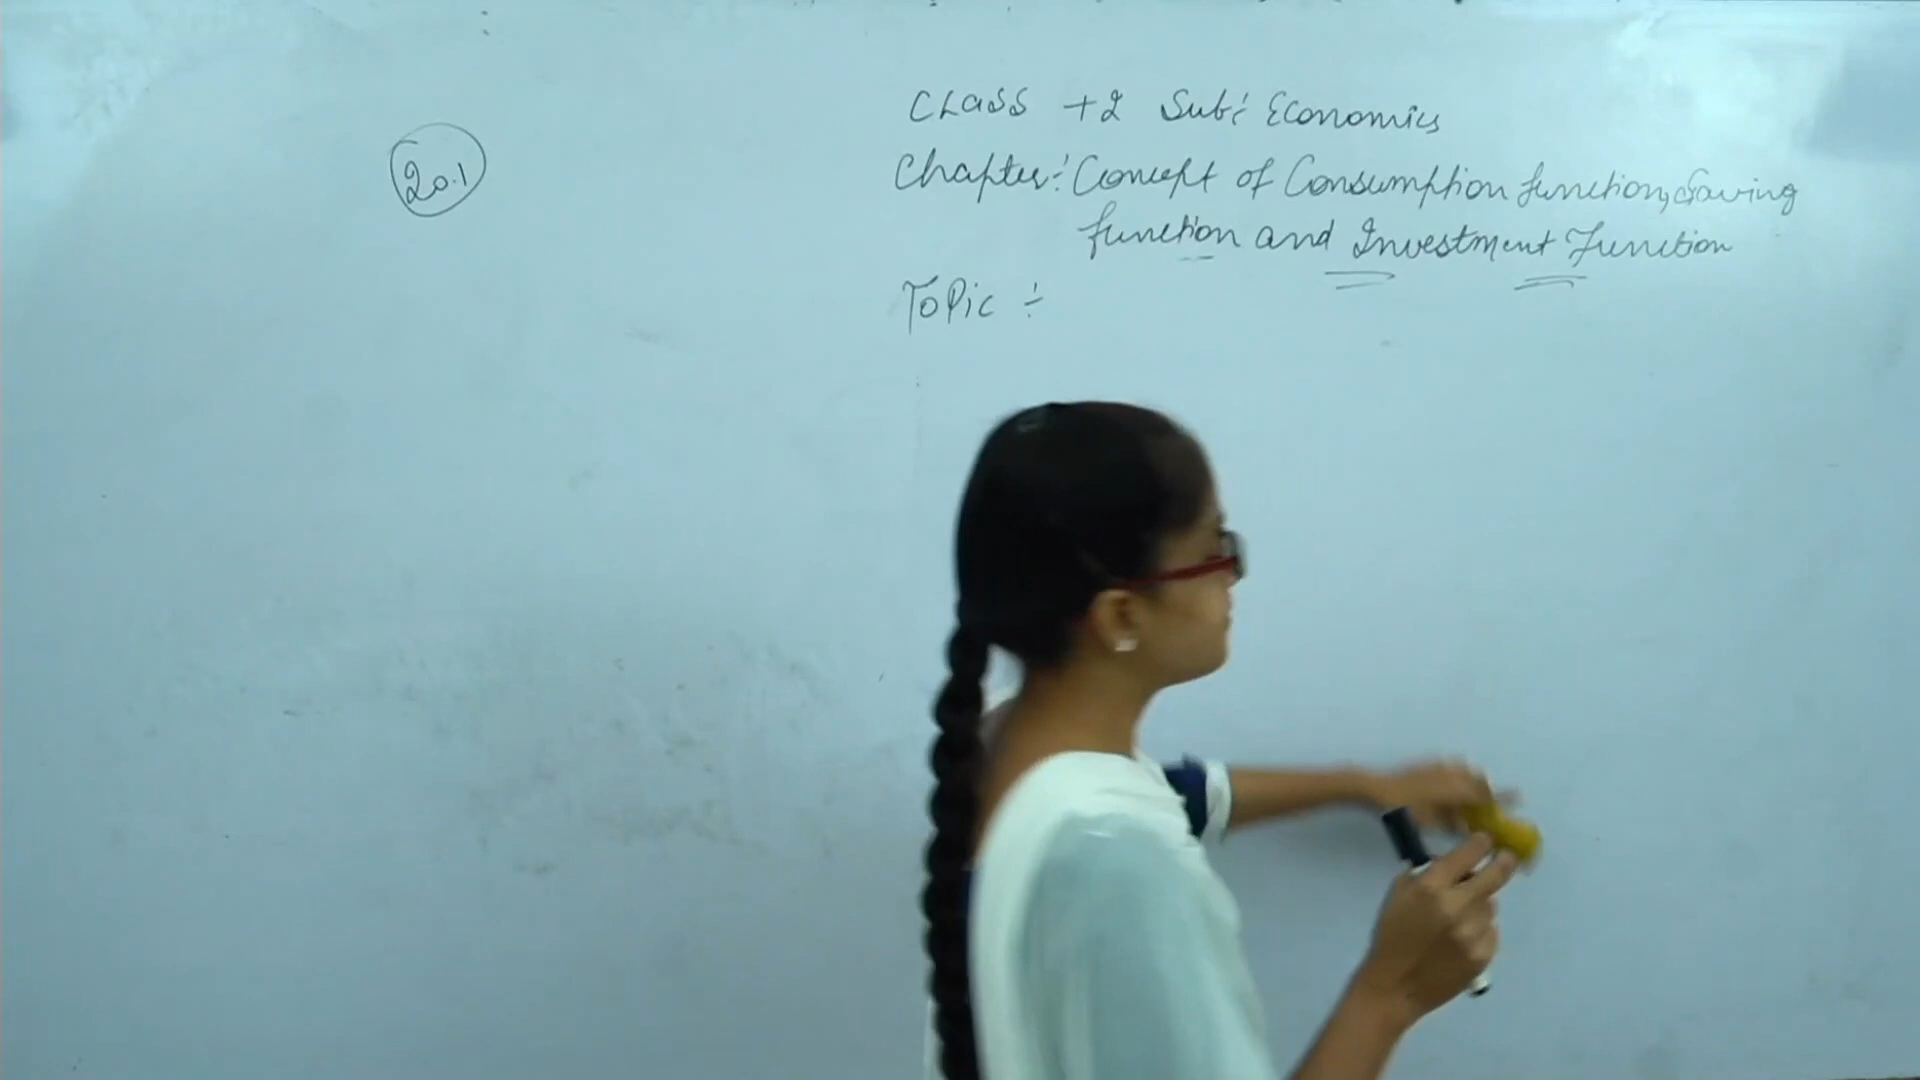 20.1
Class +2 Sub: Economics
Chapter: Concept of Consumption function, Saving
function and Investment Function
Topic :